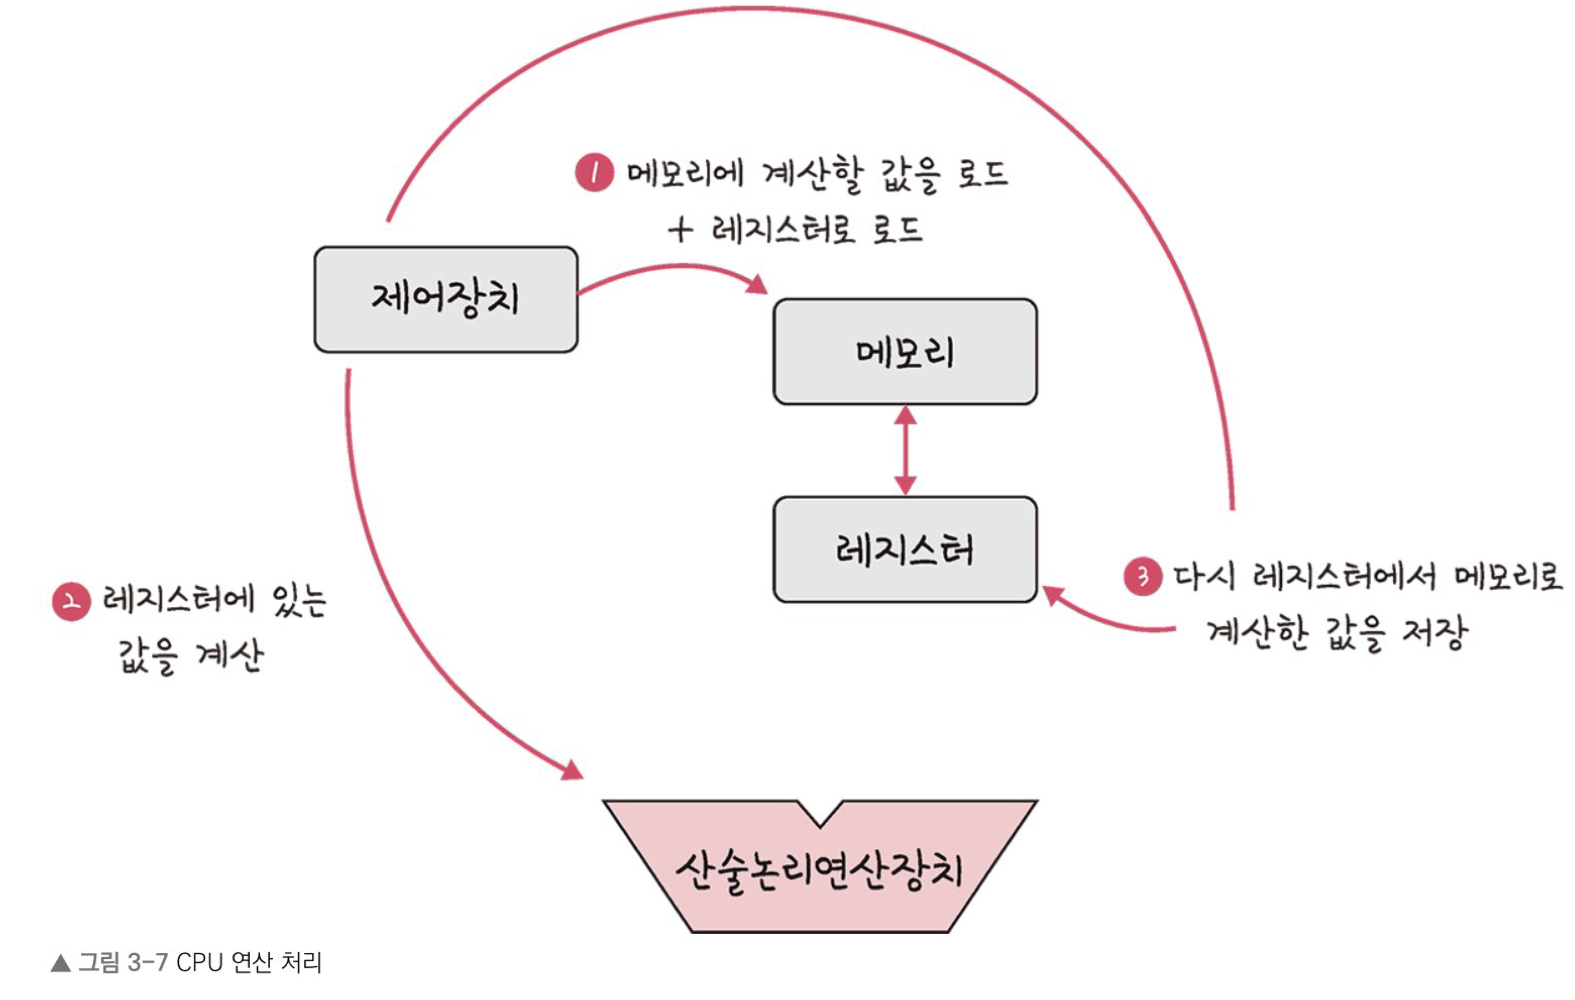 1 메모리에 계산할 값을 로드
+ 레지스터로 로드
제어장치
메모리
레지스터
2 레지스터에 있는
값을 계산
3 다시 레지스터에서 메모리로
계산한 값을 저장
산술논리연산장치
▲ 그림 3-7 CPU 연산 처리